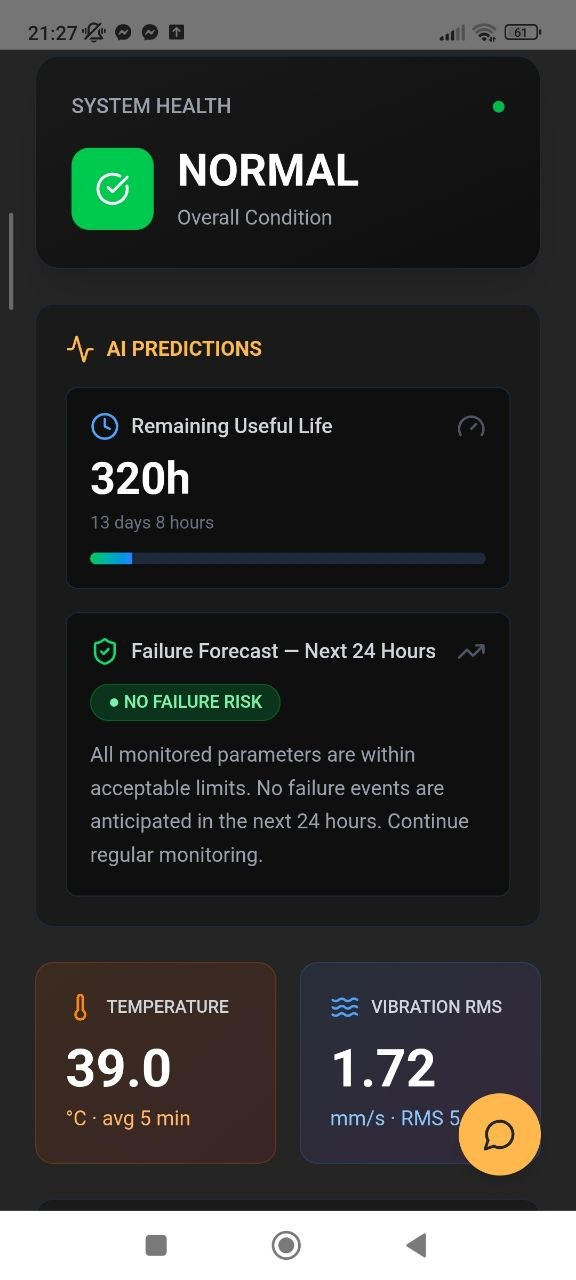 21:27
61
SYSTEM HEALTH
NORMAL
Overall Condition
AI PREDICTIONS
Remaining Useful Life
320h
13 days 8 hours
Failure Forecast — Next 24 Hours
NO FAILURE RISK
All monitored parameters are within
acceptable limits. No failure events are
anticipated in the next 24 hours. Continue
regular monitoring.
TEMPERATURE
39.0
°C · avg 5 min
VIBRATION RMS
1.72
mm/s · RMS 5